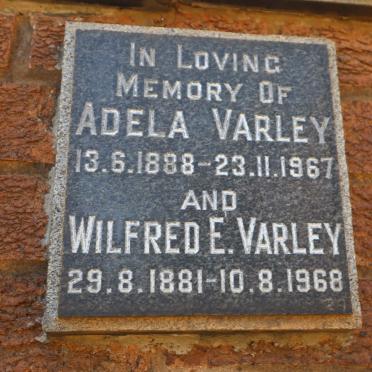 IN LOVING
MEMORY OF
ADELA VARLEY
13.6.1888-23.11.1967
AND
WILFRED E. VARLEY
29.8.1881-10.8.1968